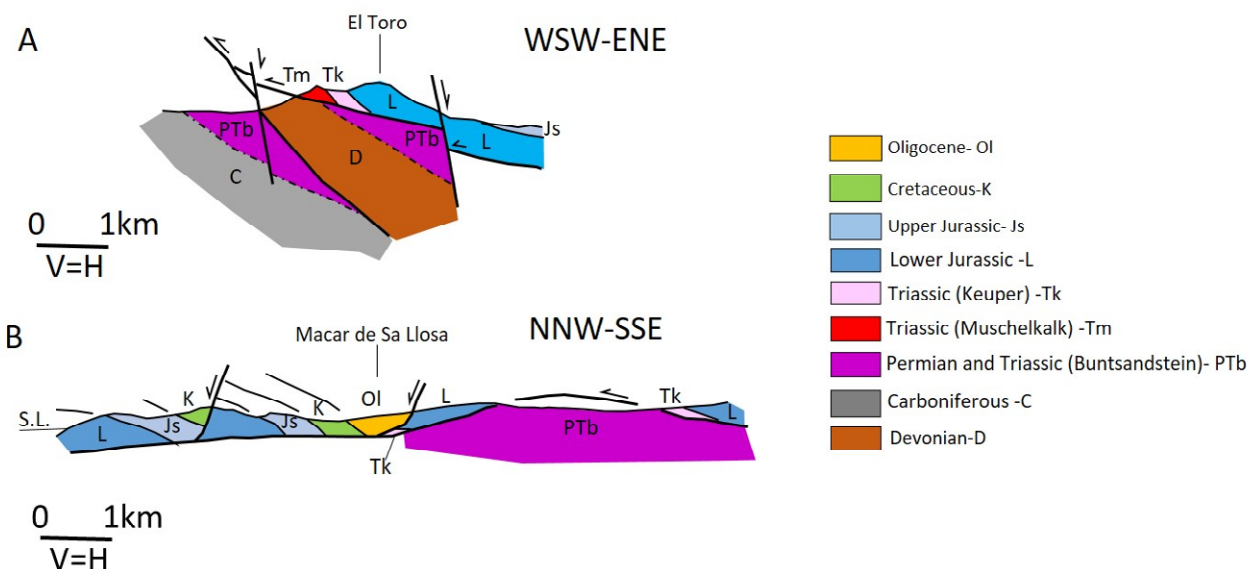 A
El Toro
WSW-ENE
Tm
Tk
L
Js
PTb
PTb
L
D
C
0 1km
V=H
B
Macar de Sa Llosa
NNW-SSE
K
K
Ol
L
Tk
S.L.
L
Js
Js
PTb
L
Tk
0 1km
V=H
Oligocene- Ol
Cretaceous-K
Upper Jurassic- Js
Lower Jurassic -L
Triassic (Keuper) -Tk
Triassic (Muschelkalk) -Tm
Permian and Triassic (Buntsandstein)- PTb
Carboniferous -C
Devonian-D